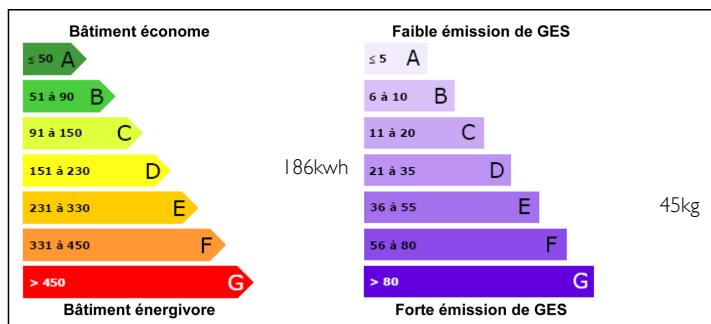 Bâtiment économe
≤ 50 A
51 à 90 B
91 à 150 C
151 à 230 D
186kwh
231 à 330 E
331 à 450 F
> 450 G
Bâtiment énergivore
Faible émission de GES
≤ 5 A
6 à 10 B
11 à 20 C
21 à 35 D
36 à 55 E
45kg
56 à 80 F
> 80 G
Forte émission de GES